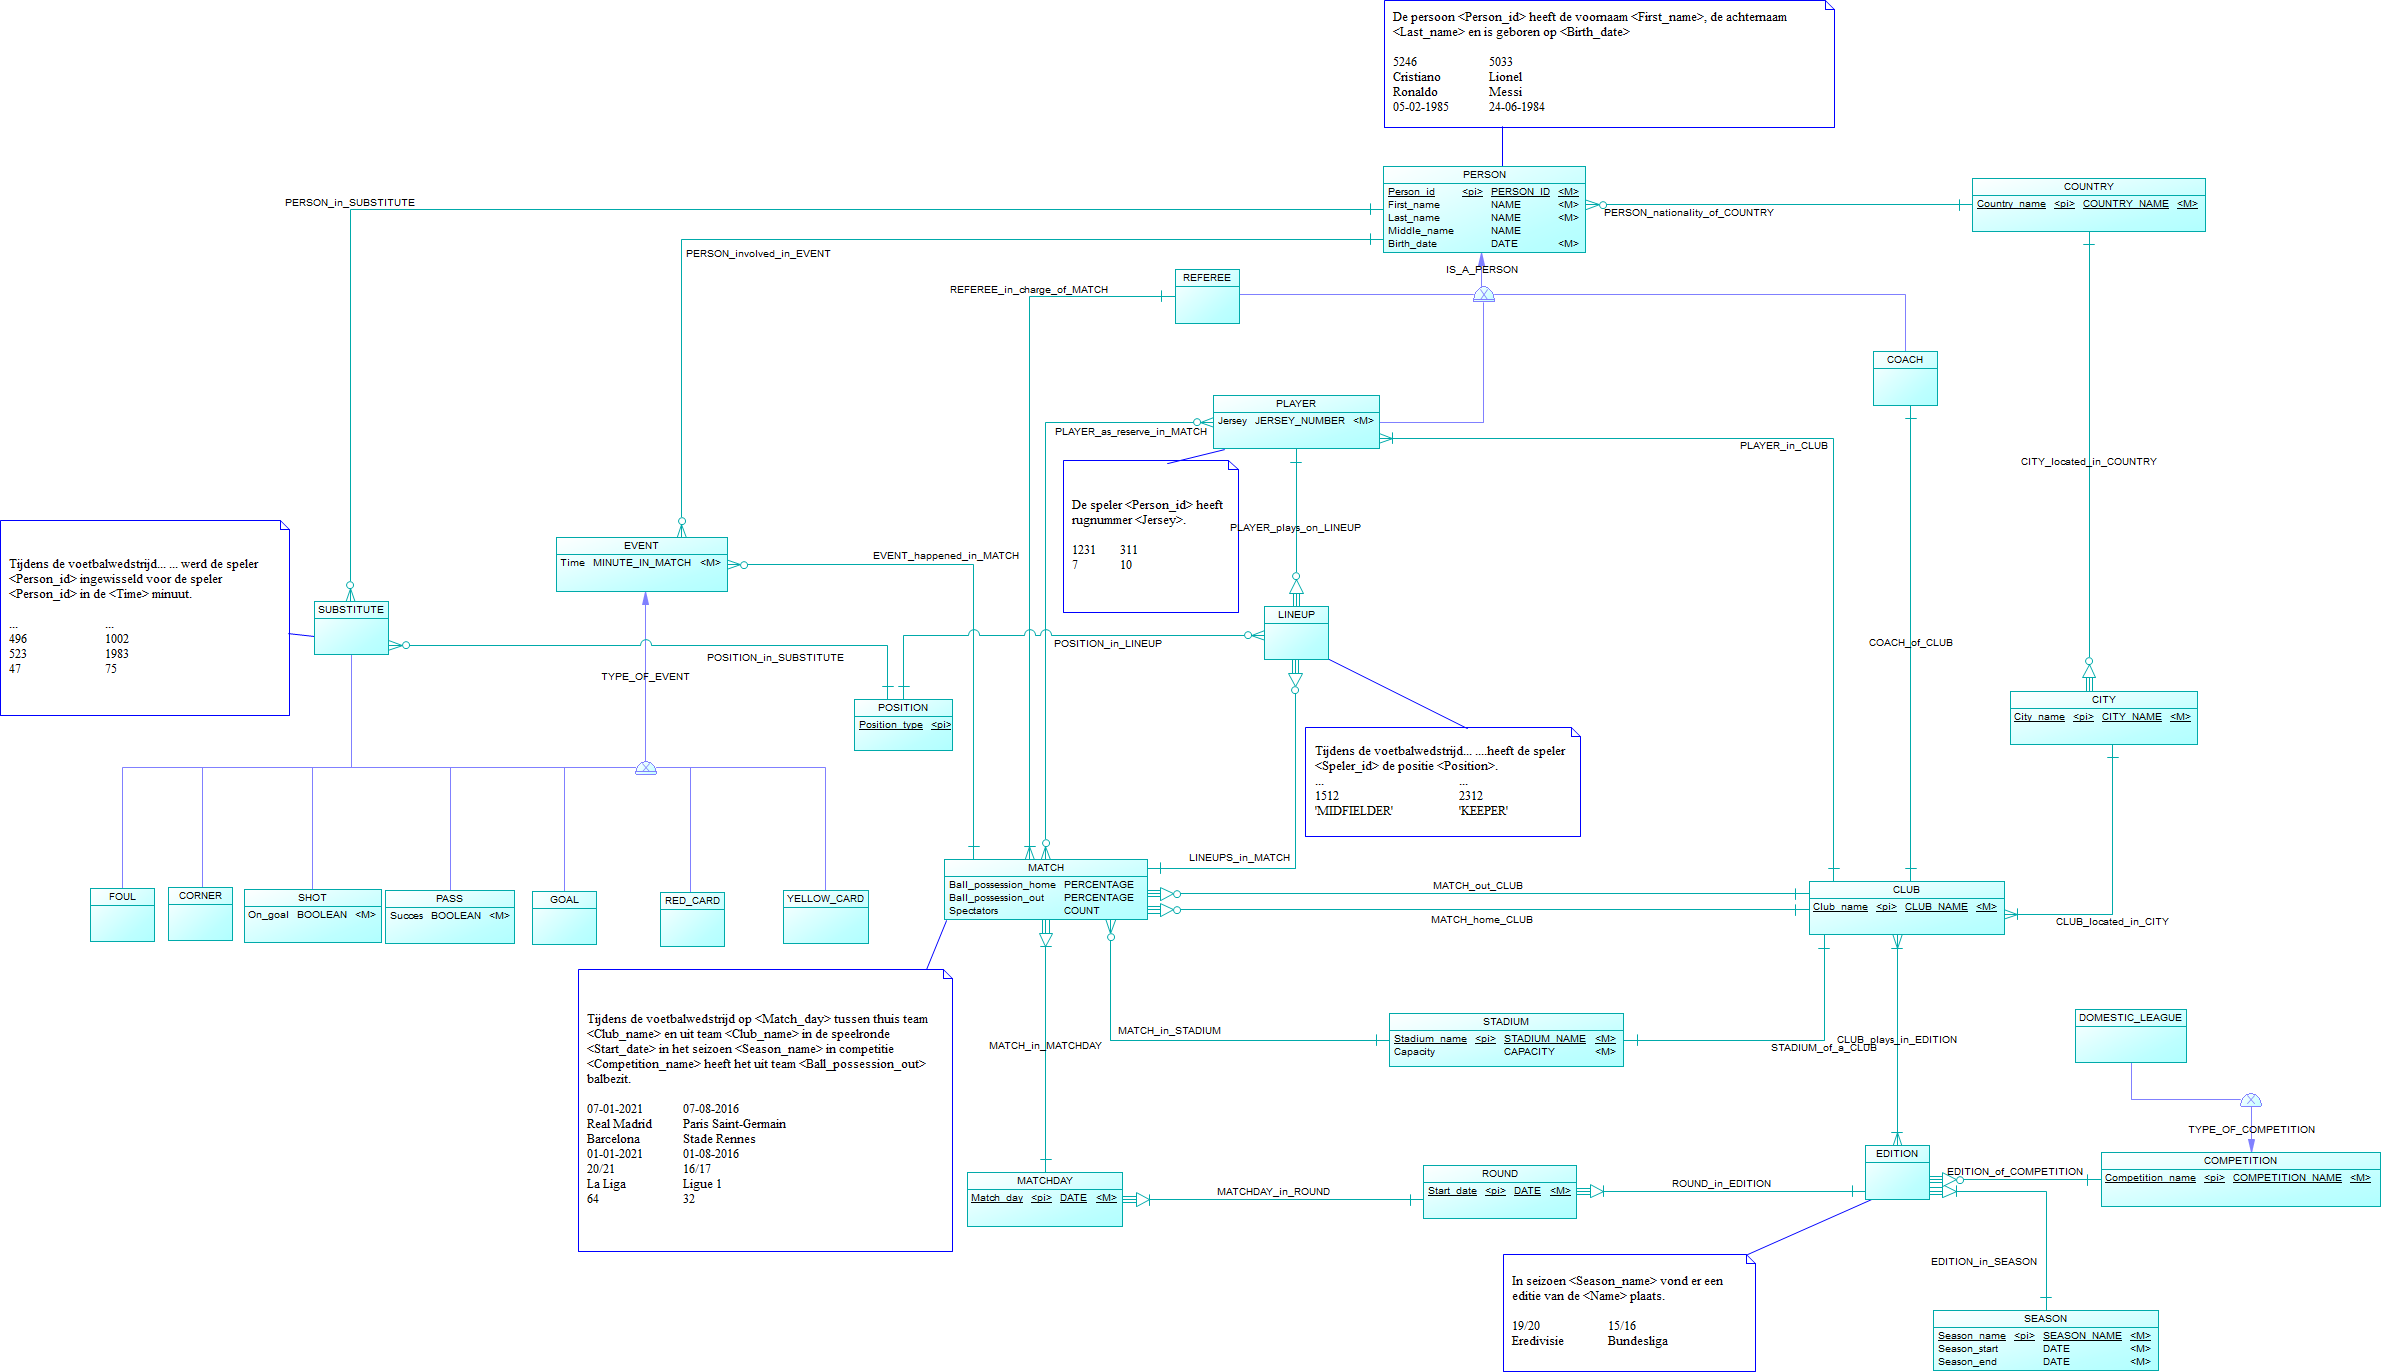 De persoon <Person_id> heeft de voornaam <First_name>, de achternaam
<Last_name> en is geboren op <Birth_date>
5246 5033
Cristiano Lionel
Ronaldo Messi
05-02-1985 24-06-1984
PERSON
Person_id <pi> PERSON_ID <M>
First_name NAME <M>
Last_name NAME <M>
Middle_name NAME
Birth_date DATE <M>
COUNTRY
Country_name <pi> COUNTRY_NAME <M>
PERSON_in_SUBSTITUTE
PERSON_nationality_of_COUNTRY
PERSON_involved_in_EVENT
IS_A_PERSON
REFEREE
REFEREE_in_charge_of_MATCH
COACH
PLAYER
Jersey JERSEY_NUMBER <M>
PLAYER_as_reserve_in_MATCH
PLAYER_in_CLUB
CITY_located_in_COUNTRY
De speler <Person_id> heeft
rugnummer <Jersey>.
1231 311
7 10
PLAYER_plays_on_LINEUP
EVENT
Time MINUTE_IN_MATCH <M>
EVENT_happened_in_MATCH
Tijdens de voetbalwedstrijd... ... werd de speler
<Person_id> ingewisseld voor de speler
<Person_id> in de <Time> minuut.
... ...
496 1002
523 1983
47 75
SUBSTITUTE
LINEUP
POSITION_in_LINEUP
POSITION_in_SUBSTITUTE
COACH_of_CLUB
TYPE_OF_EVENT
POSITION
Position_type <pi>
CITY
City_name <pi> CITY_NAME <M>
Tijdens de voetbalwedstrijd... ....heeft de speler
<Speler_id> de positie <Position>.
... ...
1512 2312
'MIDFIELDER' 'KEEPER'
LINEUPS_in_MATCH
MATCH
Ball_possession_home PERCENTAGE
Ball_possession_out PERCENTAGE
Spectators COUNT
MATCH_out_CLUB
MATCH_home_CLUB
CLUB
Club_name <pi> CLUB_NAME <M>
CLUB_located_in_CITY
FOUL
CORNER
SHOT
On_goal BOOLEAN <M>
PASS
Succes BOOLEAN <M>
GOAL
RED_CARD
YELLOW_CARD
Tijdens de voetbalwedstrijd op <Match_day> tussen thuis team
<Club_name> en uit team <Club_name> in de speelronde
<Start_date> in het seizoen <Season_name> in competitie
<Competition_name> heeft het uit team <Ball_possession_out>
balbezit.
07-01-2021 07-08-2016
Real Madrid Paris Saint-Germain
Barcelona Stade Rennes
01-01-2021 01-08-2016
20/21 16/17
La Liga Ligue 1
64 32
MATCH_in_MATCHDAY
MATCH_in_STADIUM
STADIUM
Stadium_name <pi> STADIUM_NAME <M>
Capacity CAPACITY <M>
STADIUM_of_a_CLUB
CLUB_plays_in_EDITION
DOMESTIC_LEAGUE
TYPE_OF_COMPETITION
MATCHDAY
Match_day <pi> DATE <M>
MATCHDAY_in_ROUND
ROUND
Start_date <pi> DATE <M>
ROUND_in_EDITION
EDITION
EDITION_of_COMPETITION
COMPETITION
Competition_name <pi> COMPETITION_NAME <M>
EDITION_in_SEASON
In seizoen <Season_name> vond er een
editie van de <Name> plaats.
19/20 15/16
Eredivisie Bundesliga
SEASON
Season_name <pi> SEASON_NAME <M>
Season_start DATE <M>
Season_end DATE <M>